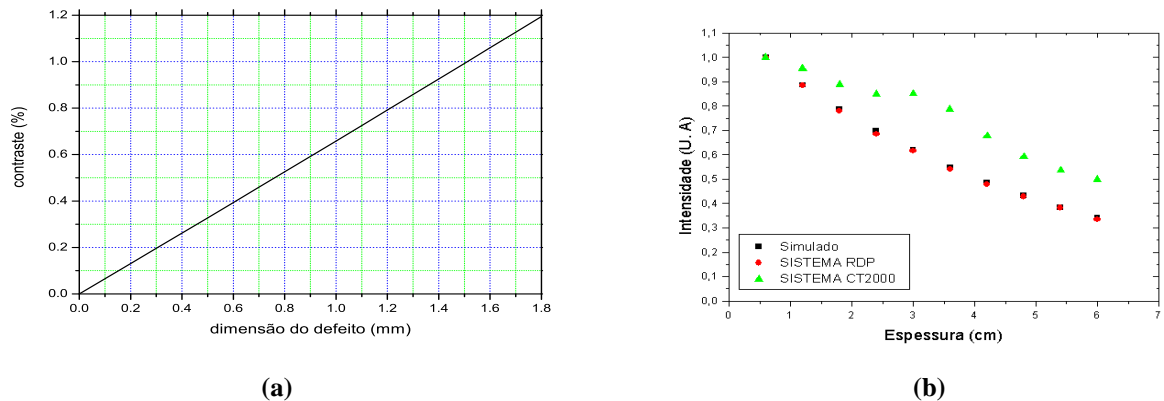 1.2
1.0
0.8
0.6
0.4
0.2
0.0
contraste (%)
0.0 0.2 0.4 0.6 0.8 1.0 1.2 1.4 1.6 1.8
dimensão do defeito (mm)
(a)
1,1
1,0
0,9
0,8
0,7
0,6
0,5
0,4
0,3
0,2
0,1
0,0
Intensidade (U. A)
Simulado
SISTEMA RDP
SISTEMA CT2000
0 1 2 3 4 5 6 7
Espessura (cm)
(b)